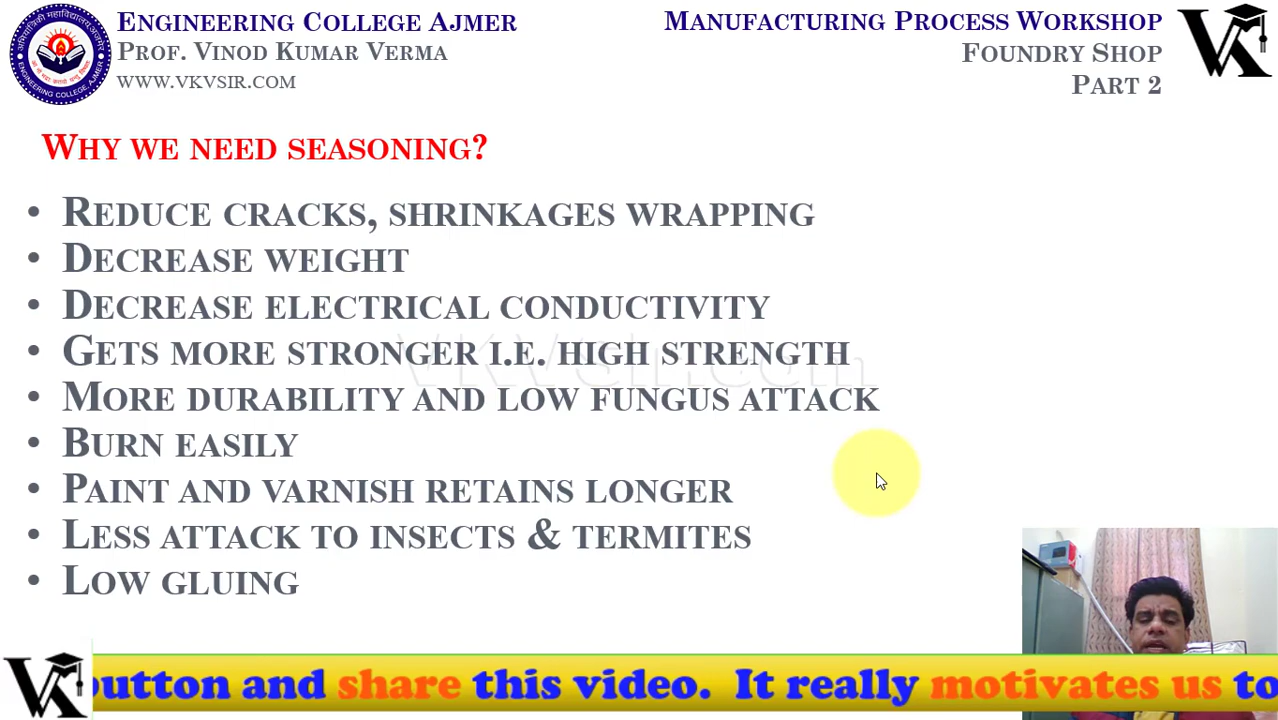 ENGINEERING COLLEGE AJMER
PROF. VINOD KUMAR VERMA
WWW.VKVSIR.COM
MANUFACTURING PROCESS WORKSHOP
FOUNDRY SHOP
PART 2
WHY WE NEED SEASONING?
• REDUCE CRACKS, SHRINKAGES WRAPPING
• DECREASE WEIGHT
• DECREASE ELECTRICAL CONDUCTIVITY
• GETS MORE STRONGER I.E. HIGH STRENGTH
• MORE DURABILITY AND LOW FUNGUS ATTACK
• BURN EASILY
• PAINT AND VARNISH RETAINS LONGER
• LESS ATTACK TO INSECTS & TERMITES
• LOW GLUING
VKVSir.com
button and share this video. It really motivates us to